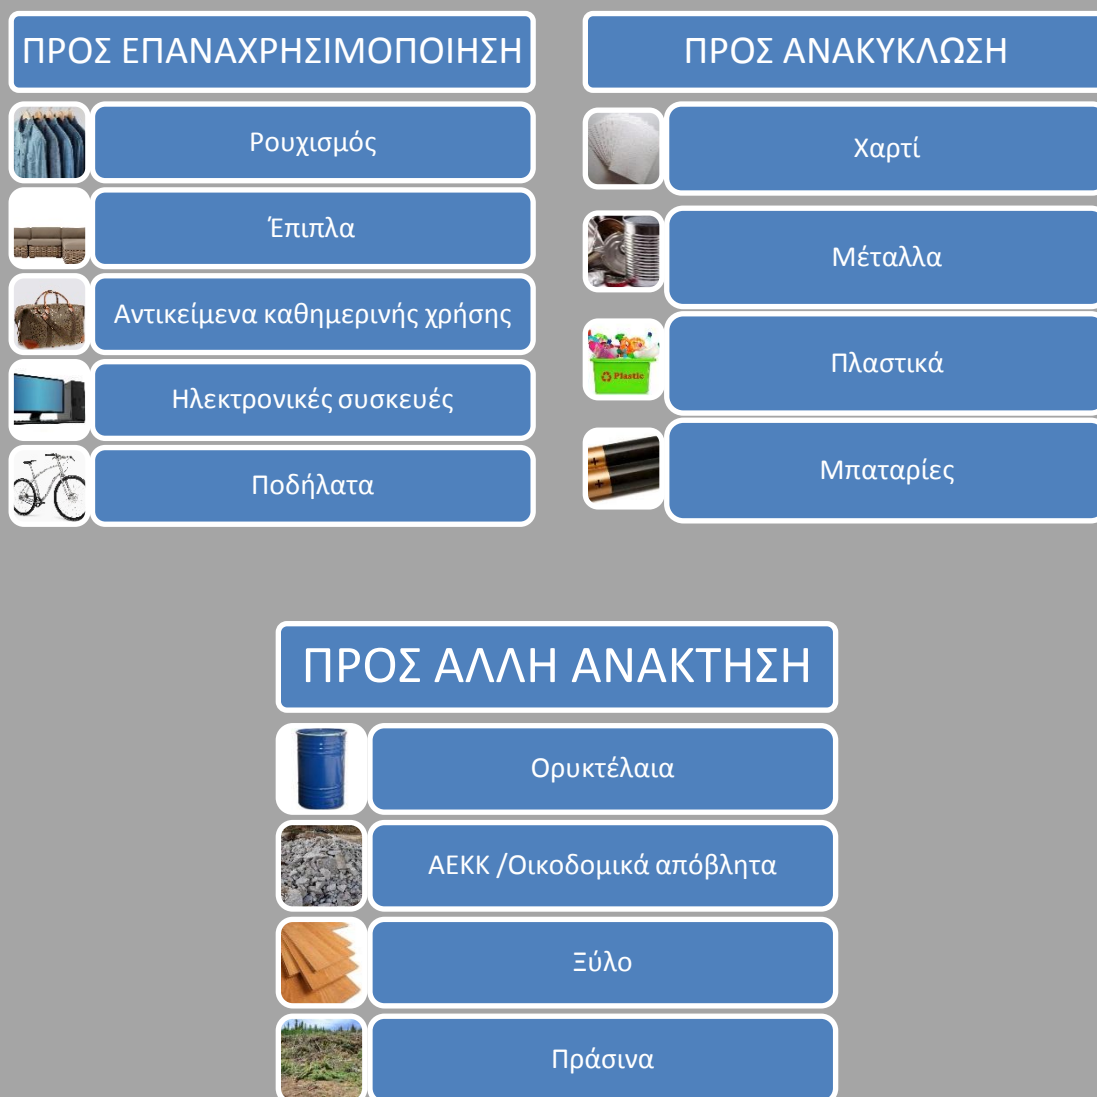 ΠΡΟΣ ΕΠΑΝΑΧΡΗΣΙΜΟΠΟΙΗΣΗ
Ρουχισμός
Έπιπλα
Αντικείμενα καθημερινής χρήσης
Ηλεκτρονικές συσκευές
Ποδήλατα
ΠΡΟΣ ΑΝΑΚΥΚΛΩΣΗ
Χαρτί
Μέταλλα
Plastic
Πλαστικά
Μπαταρίες
ΠΡΟΣ ΑΛΛΗ ΑΝΑΚΤΗΣΗ
Ορυκτέλαια
ΑΕΚΚ /Οικοδομικά απόβλητα
Ξύλο
Πράσινα